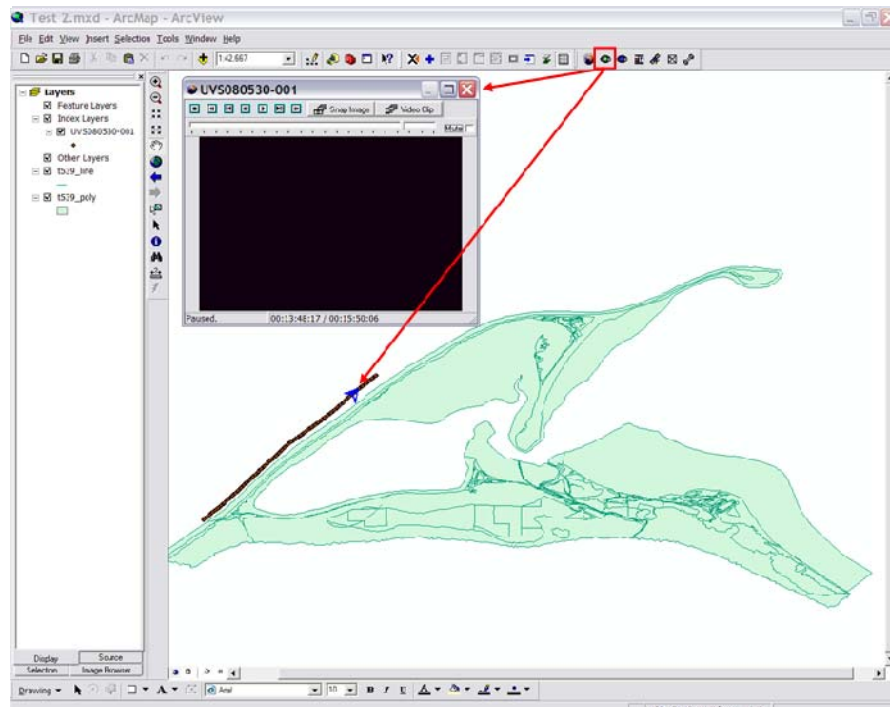 Test 2.mxd - ArcMap - ArcView
File Edit View Insert Selection Tools Window Help
1:42,667
Layers
Feature Layers
Index Layers
UVS080530-001
Other Layers
t539_line
t539_poly
UVS080530-001
Snap Image
Video Clip
Mute
Paused.
00:13:48:17 / 00:15:50:06
Display
Source
Selection
Image Browser
Drawing
A
Arial
10
B I U A